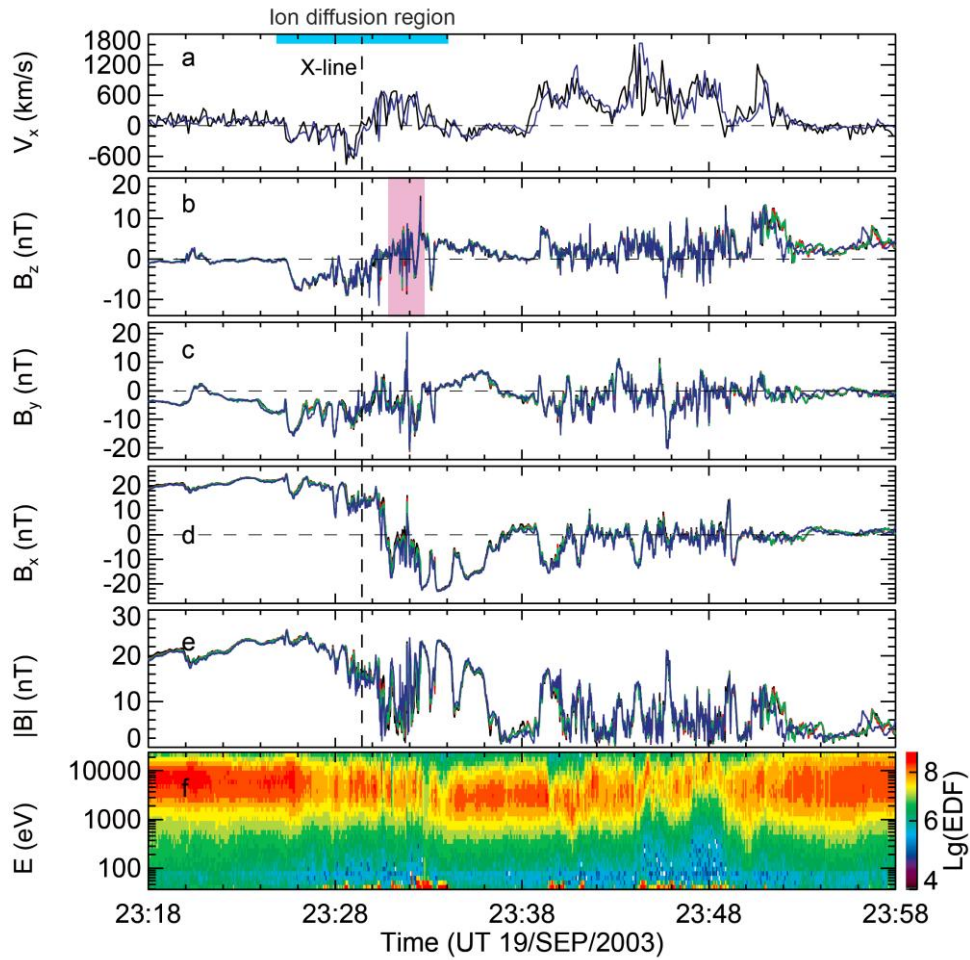 Ion diffusion region
1800
1200
600
0
-600
V_x (km/s)
a
X-line
20
10
0
-10
B_z (nT)
b
20
10
0
-10
-20
B_y (nT)
c
20
10
0
-10
-20
B_x (nT)
d
30
20
10
0
|B| (nT)
e
10000
1000
100
E (eV)
f
8
6
4
Lg(EDF)
23:18 23:28 23:38 23:48 23:58
Time (UT 19/SEP/2003)